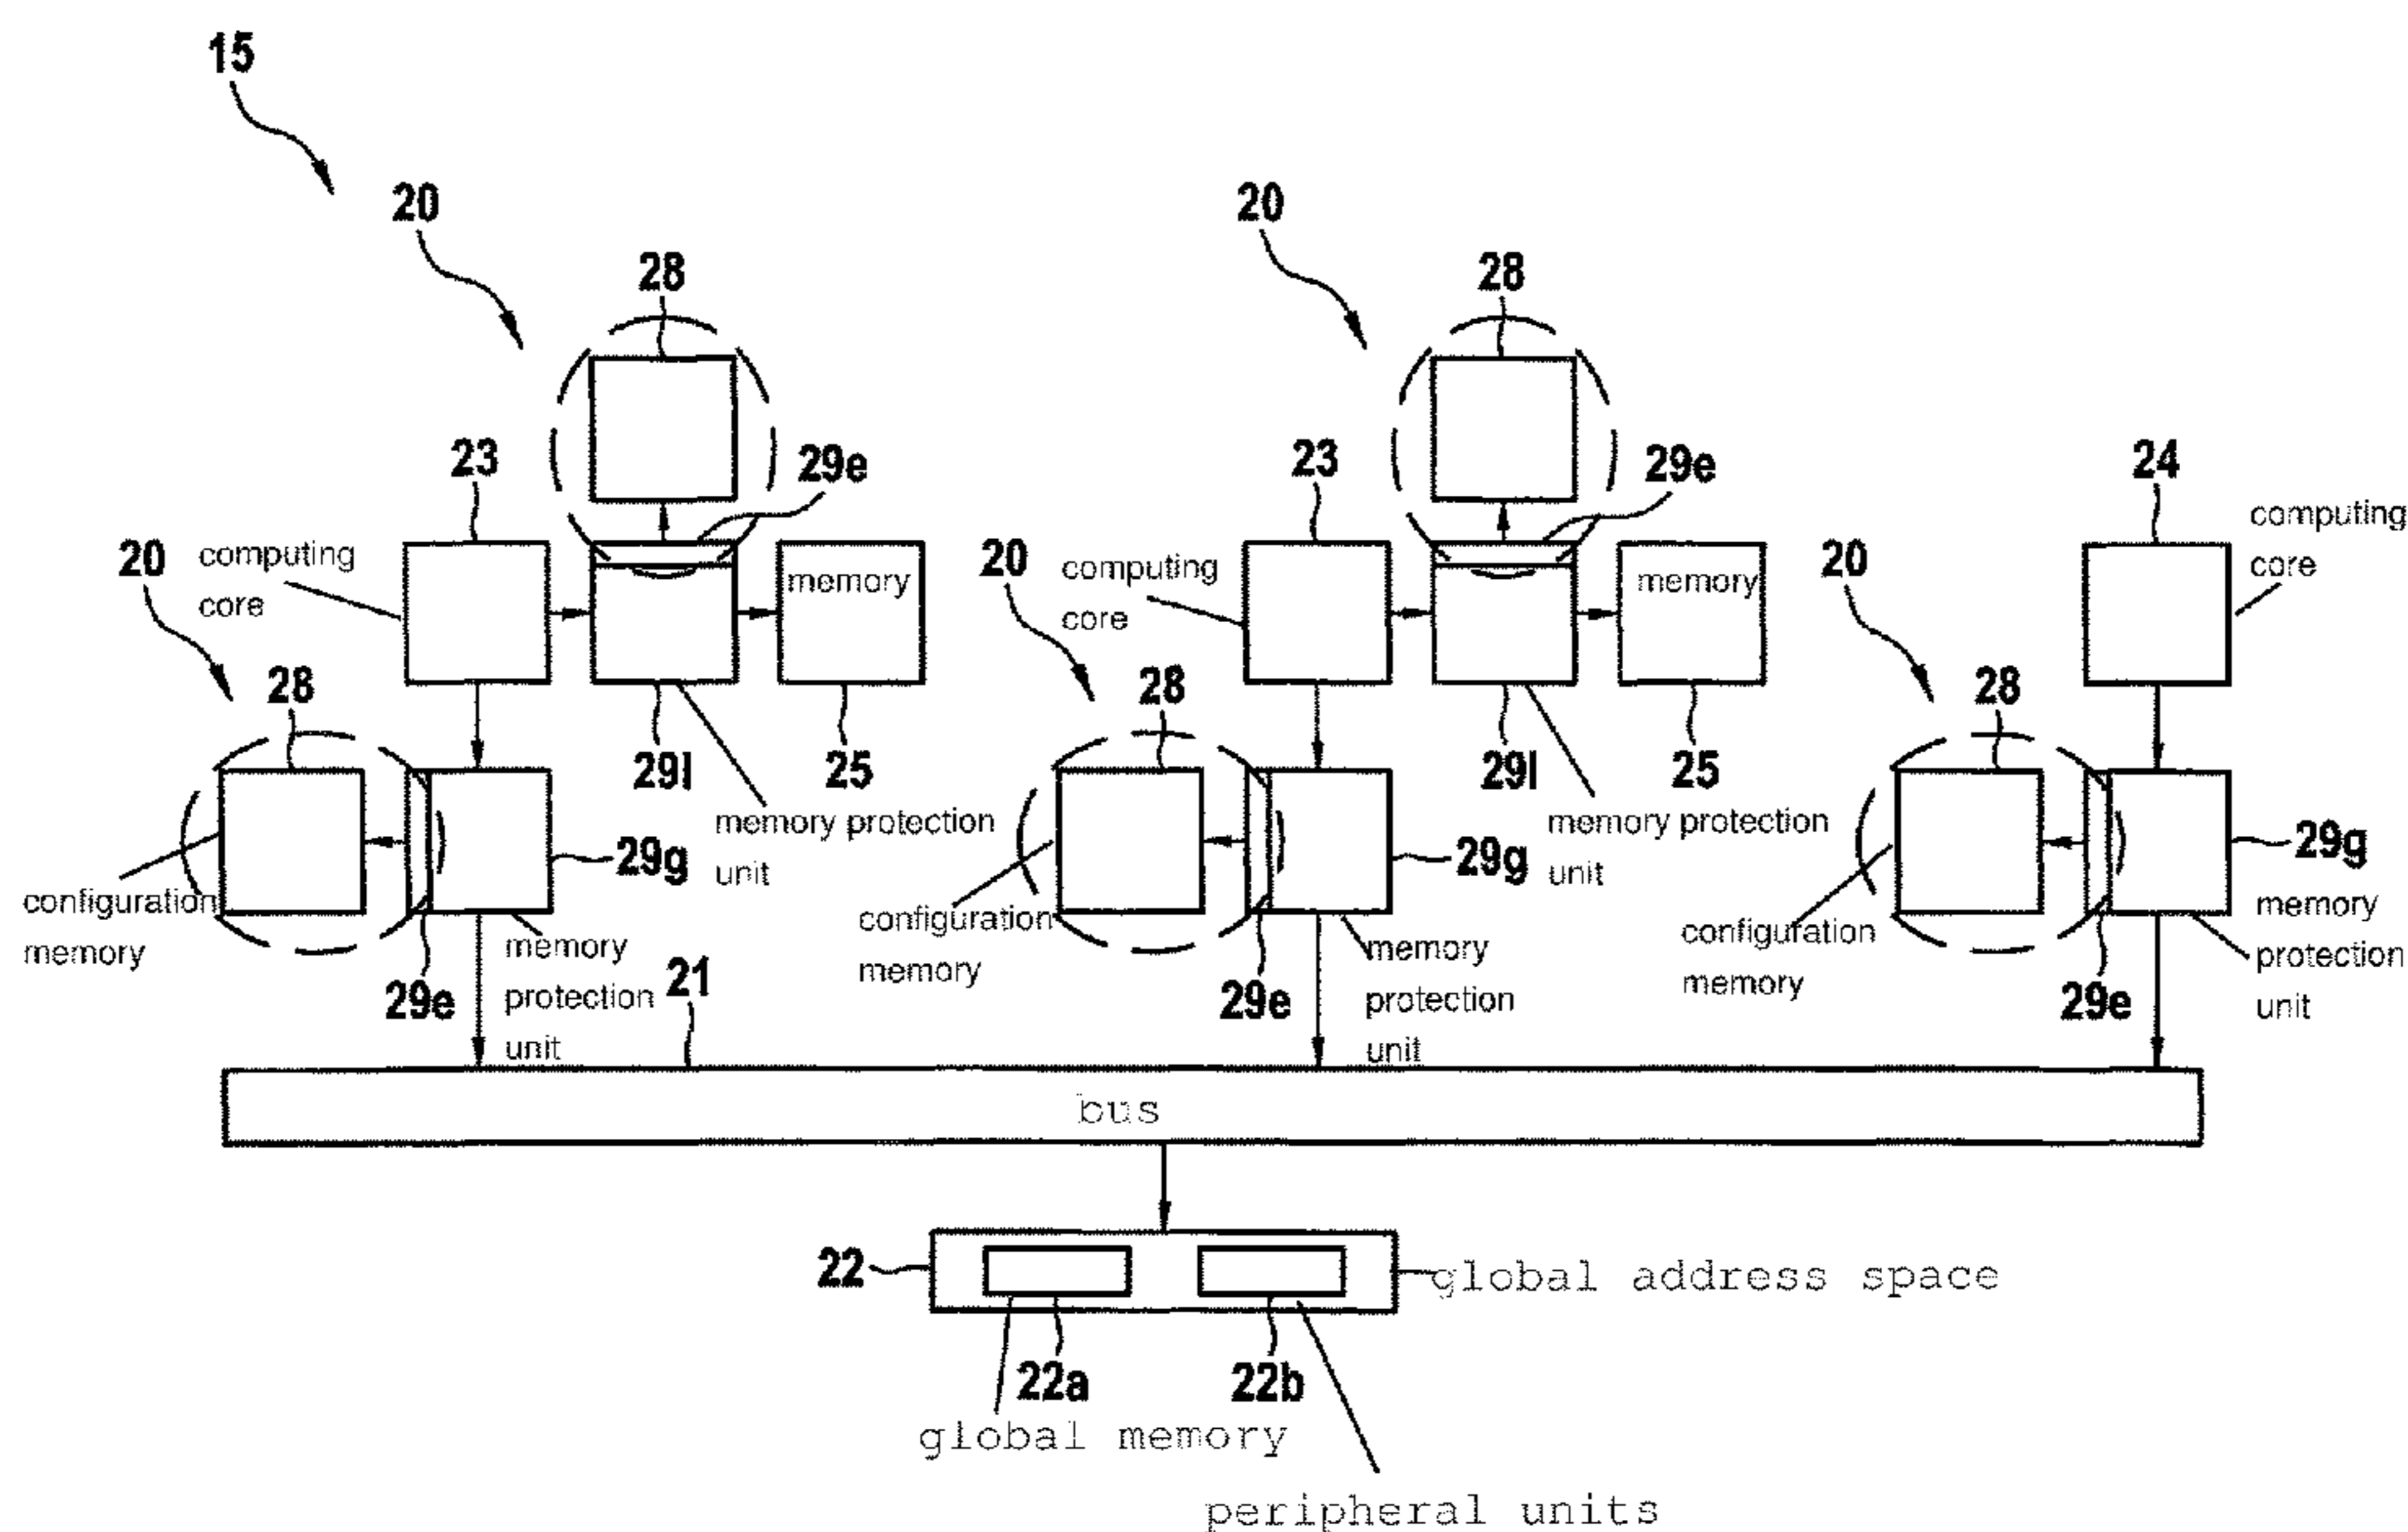 15
20
20
28
28
23
29e
23
29e
24
computing
core
20
computing
core
memory
20
computing
core
memory
20
28
29l
25
28
29l
25
28
memory protection
unit
memory protection
unit
29g
29g
29g
configuration
memory
configuration
memory
configuration
memory
memory
protection
unit
29e
memory
protection
unit
21
29e
memory
protection
unit
29e
bus
22
global address space
22a
22b
global memory
peripheral units